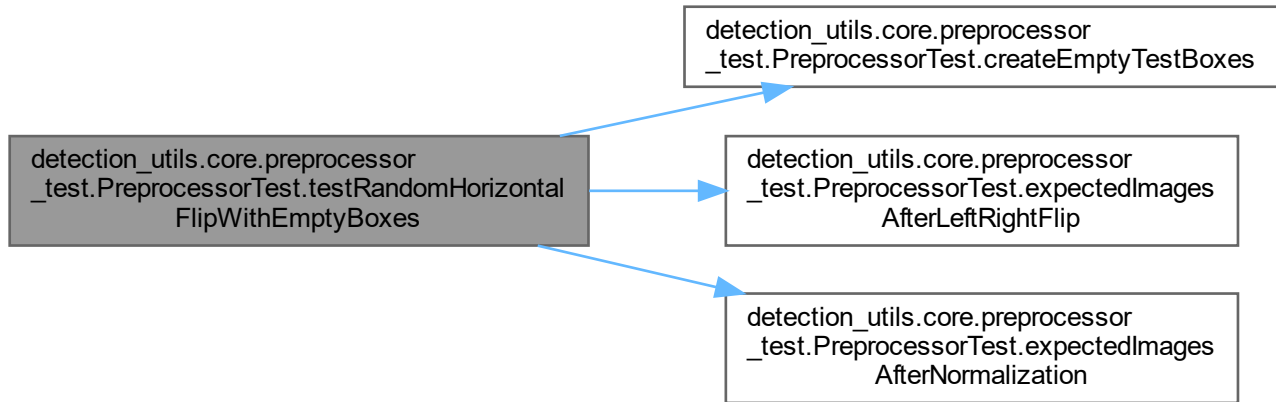 detection_utils.core.preprocessor
_test.PreprocessorTest.createEmptyTestBoxes
detection_utils.core.preprocessor
_test.PreprocessorTest.testRandomHorizontal
FlipWithEmptyBoxes
detection_utils.core.preprocessor
_test.PreprocessorTest.expectedImages
AfterLeftRightFlip
detection_utils.core.preprocessor
_test.PreprocessorTest.expectedImages
AfterNormalization